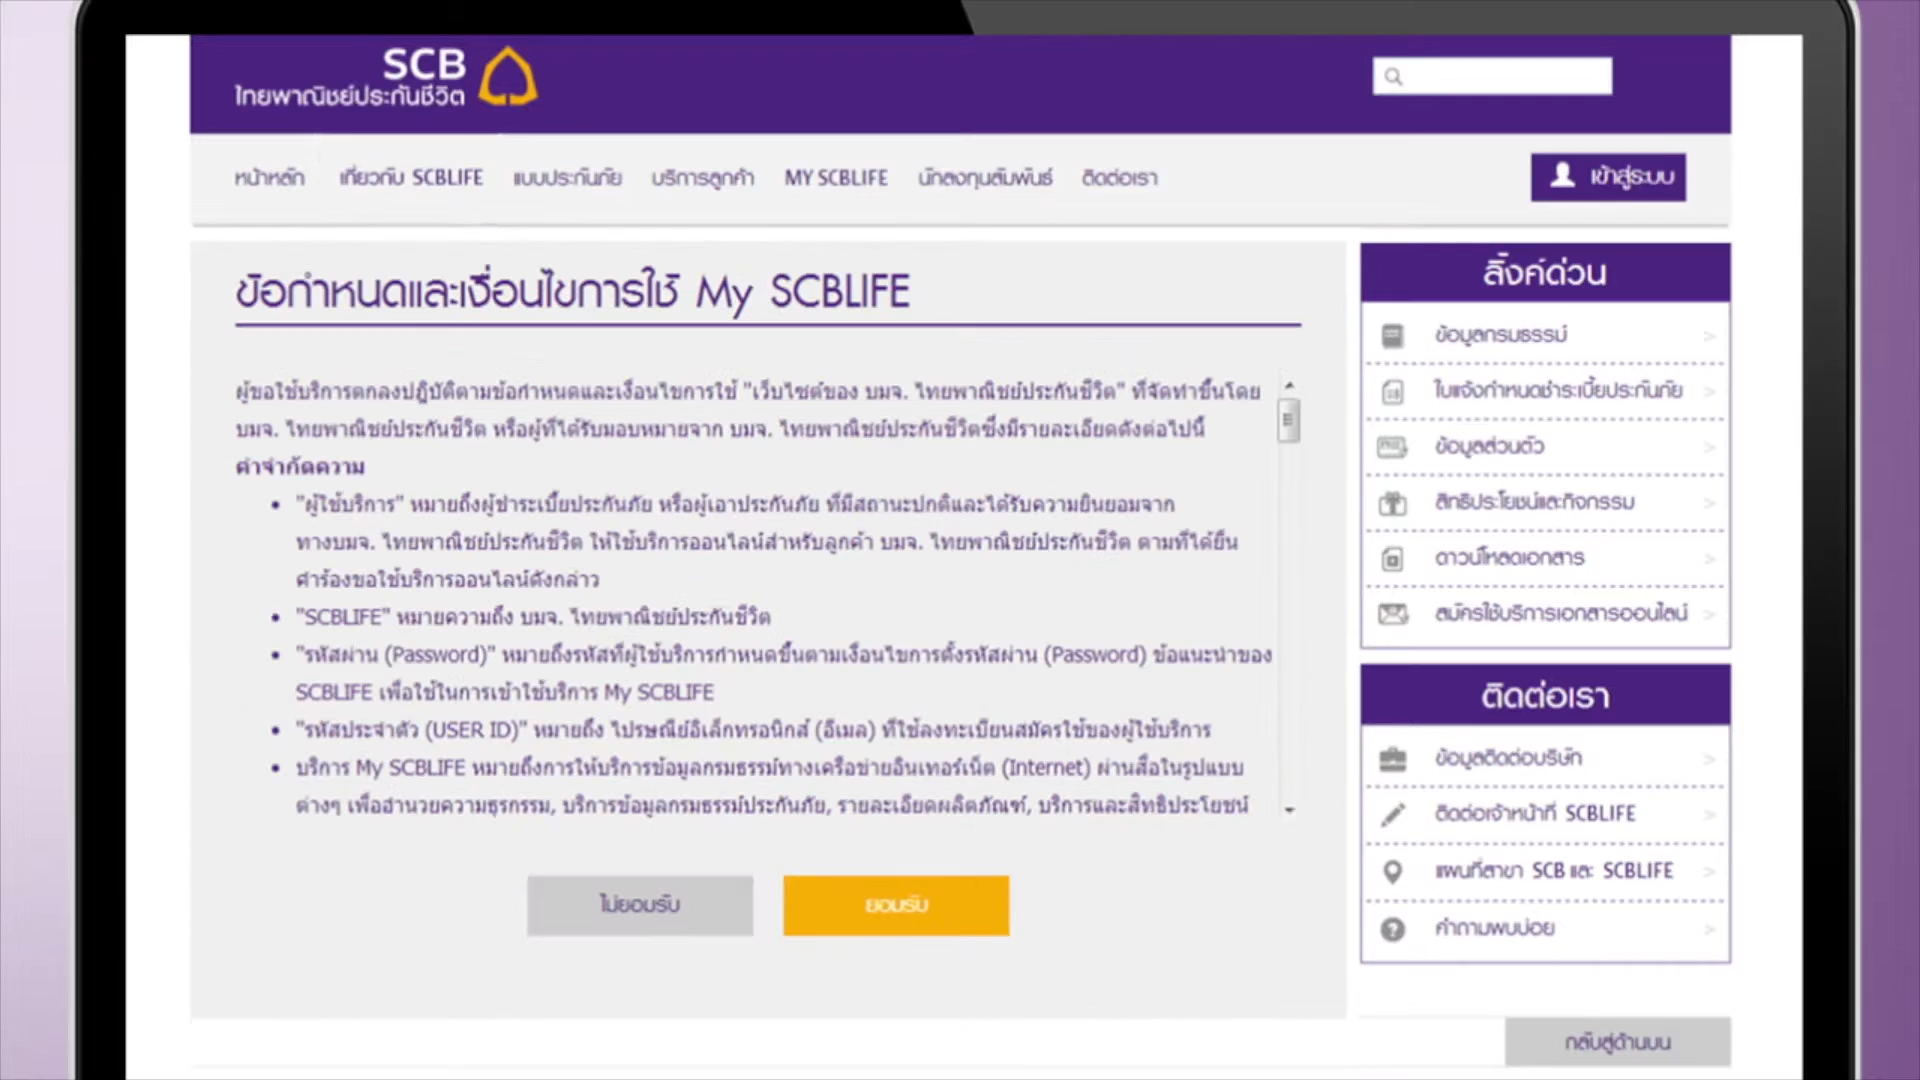 SCB
ไทยพาณิชย์ประกันชีวิต
หน้าหลัก เกี่ยวกับ SCBLIFE แบบประกันภัย บริการลูกค้า MY SCBLIFE นักลงทุนสัมพันธ์ ติดต่อเรา
เข้าสู่ระบบ
ข้อกำหนดและเงื่อนไขการใช้ My SCBLIFE
ผู้ขอใช้บริการตกลงปฏิบัติตามข้อกำหนดและเงื่อนไขการใช้ "เว็บไซต์ของ บมจ. ไทยพาณิชย์ประกันชีวิต" ที่จัดทำขึ้นโดย
บมจ. ไทยพาณิชย์ประกันชีวิต หรือผู้ที่ได้รับมอบหมายจาก บมจ. ไทยพาณิชย์ประกันชีวิตซึ่งมีรายละเอียดดังต่อไปนี้
คำจำกัดความ
• "ผู้ใช้บริการ" หมายถึงผู้ชำระเบี้ยประกันภัย หรือผู้เอาประกันภัย ที่มีสถานะปกติและได้รับความยินยอมจาก
ทางบมจ. ไทยพาณิชย์ประกันชีวิต ให้ใช้บริการออนไลน์สำหรับลูกค้า บมจ. ไทยพาณิชย์ประกันชีวิต ตามที่ได้ยื่น
คำร้องขอใช้บริการออนไลน์ดังกล่าว
• "SCBLIFE" หมายความถึง บมจ. ไทยพาณิชย์ประกันชีวิต
• "รหัสผ่าน (Password)" หมายถึงรหัสที่ผู้ใช้บริการกำหนดขึ้นตามเงื่อนไขการตั้งรหัสผ่าน (Password) ข้อแนะนำของ
SCBLIFE เพื่อใช้ในการเข้าใช้บริการ My SCBLIFE
• "รหัสประจำตัว (USER ID)" หมายถึง ไปรษณีย์อิเล็กทรอนิกส์ (อีเมล) ที่ใช้ลงทะเบียนสมัครใช้ของผู้ใช้บริการ
• บริการ My SCBLIFE หมายถึงการให้บริการข้อมูลกรมธรรม์ทางเครือข่ายอินเทอร์เน็ต (Internet) ผ่านสื่อในรูปแบบ
ต่างๆ เพื่ออำนวยความธุรกรรม, บริการข้อมูลกรมธรรม์ประกันภัย, รายละเอียดผลิตภัณฑ์, บริการและสิทธิประโยชน์
ไม่ยอมรับ ยอมรับ
ลิ้งค์ด่วน
ข้อมูลกรมธรรม์
ใบแจ้งกำหนดชำระเบี้ยประกันภัย
ข้อมูลส่วนตัว
สิทธิประโยชน์และกิจกรรม
ดาวน์โหลดเอกสาร
สมัครใช้บริการเอกสารออนไลน์
ติดต่อเรา
ข้อมูลติดต่อบริษัท
ติดต่อเจ้าหน้าที่ SCBLIFE
แผนที่สาขา SCB และ SCBLIFE
คำถามพบบ่อย
กลับสู่ด้านบน